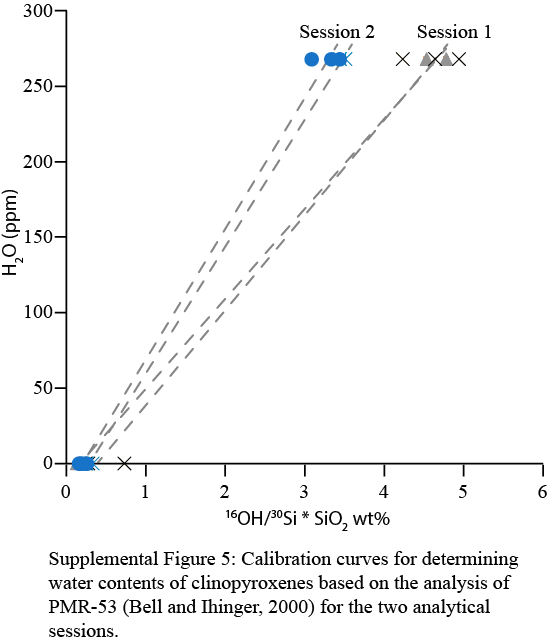 300
Session 2 Session 1
250
200
150
100
50
0
H₂O (ppm)
0 1 2 3 4 5 6
¹⁶OH/³⁰Si * SiO₂ wt%
Supplemental Figure 5: Calibration curves for determining
water contents of clinopyroxenes based on the analysis of
PMR-53 (Bell and Ihinger, 2000) for the two analytical
sessions.